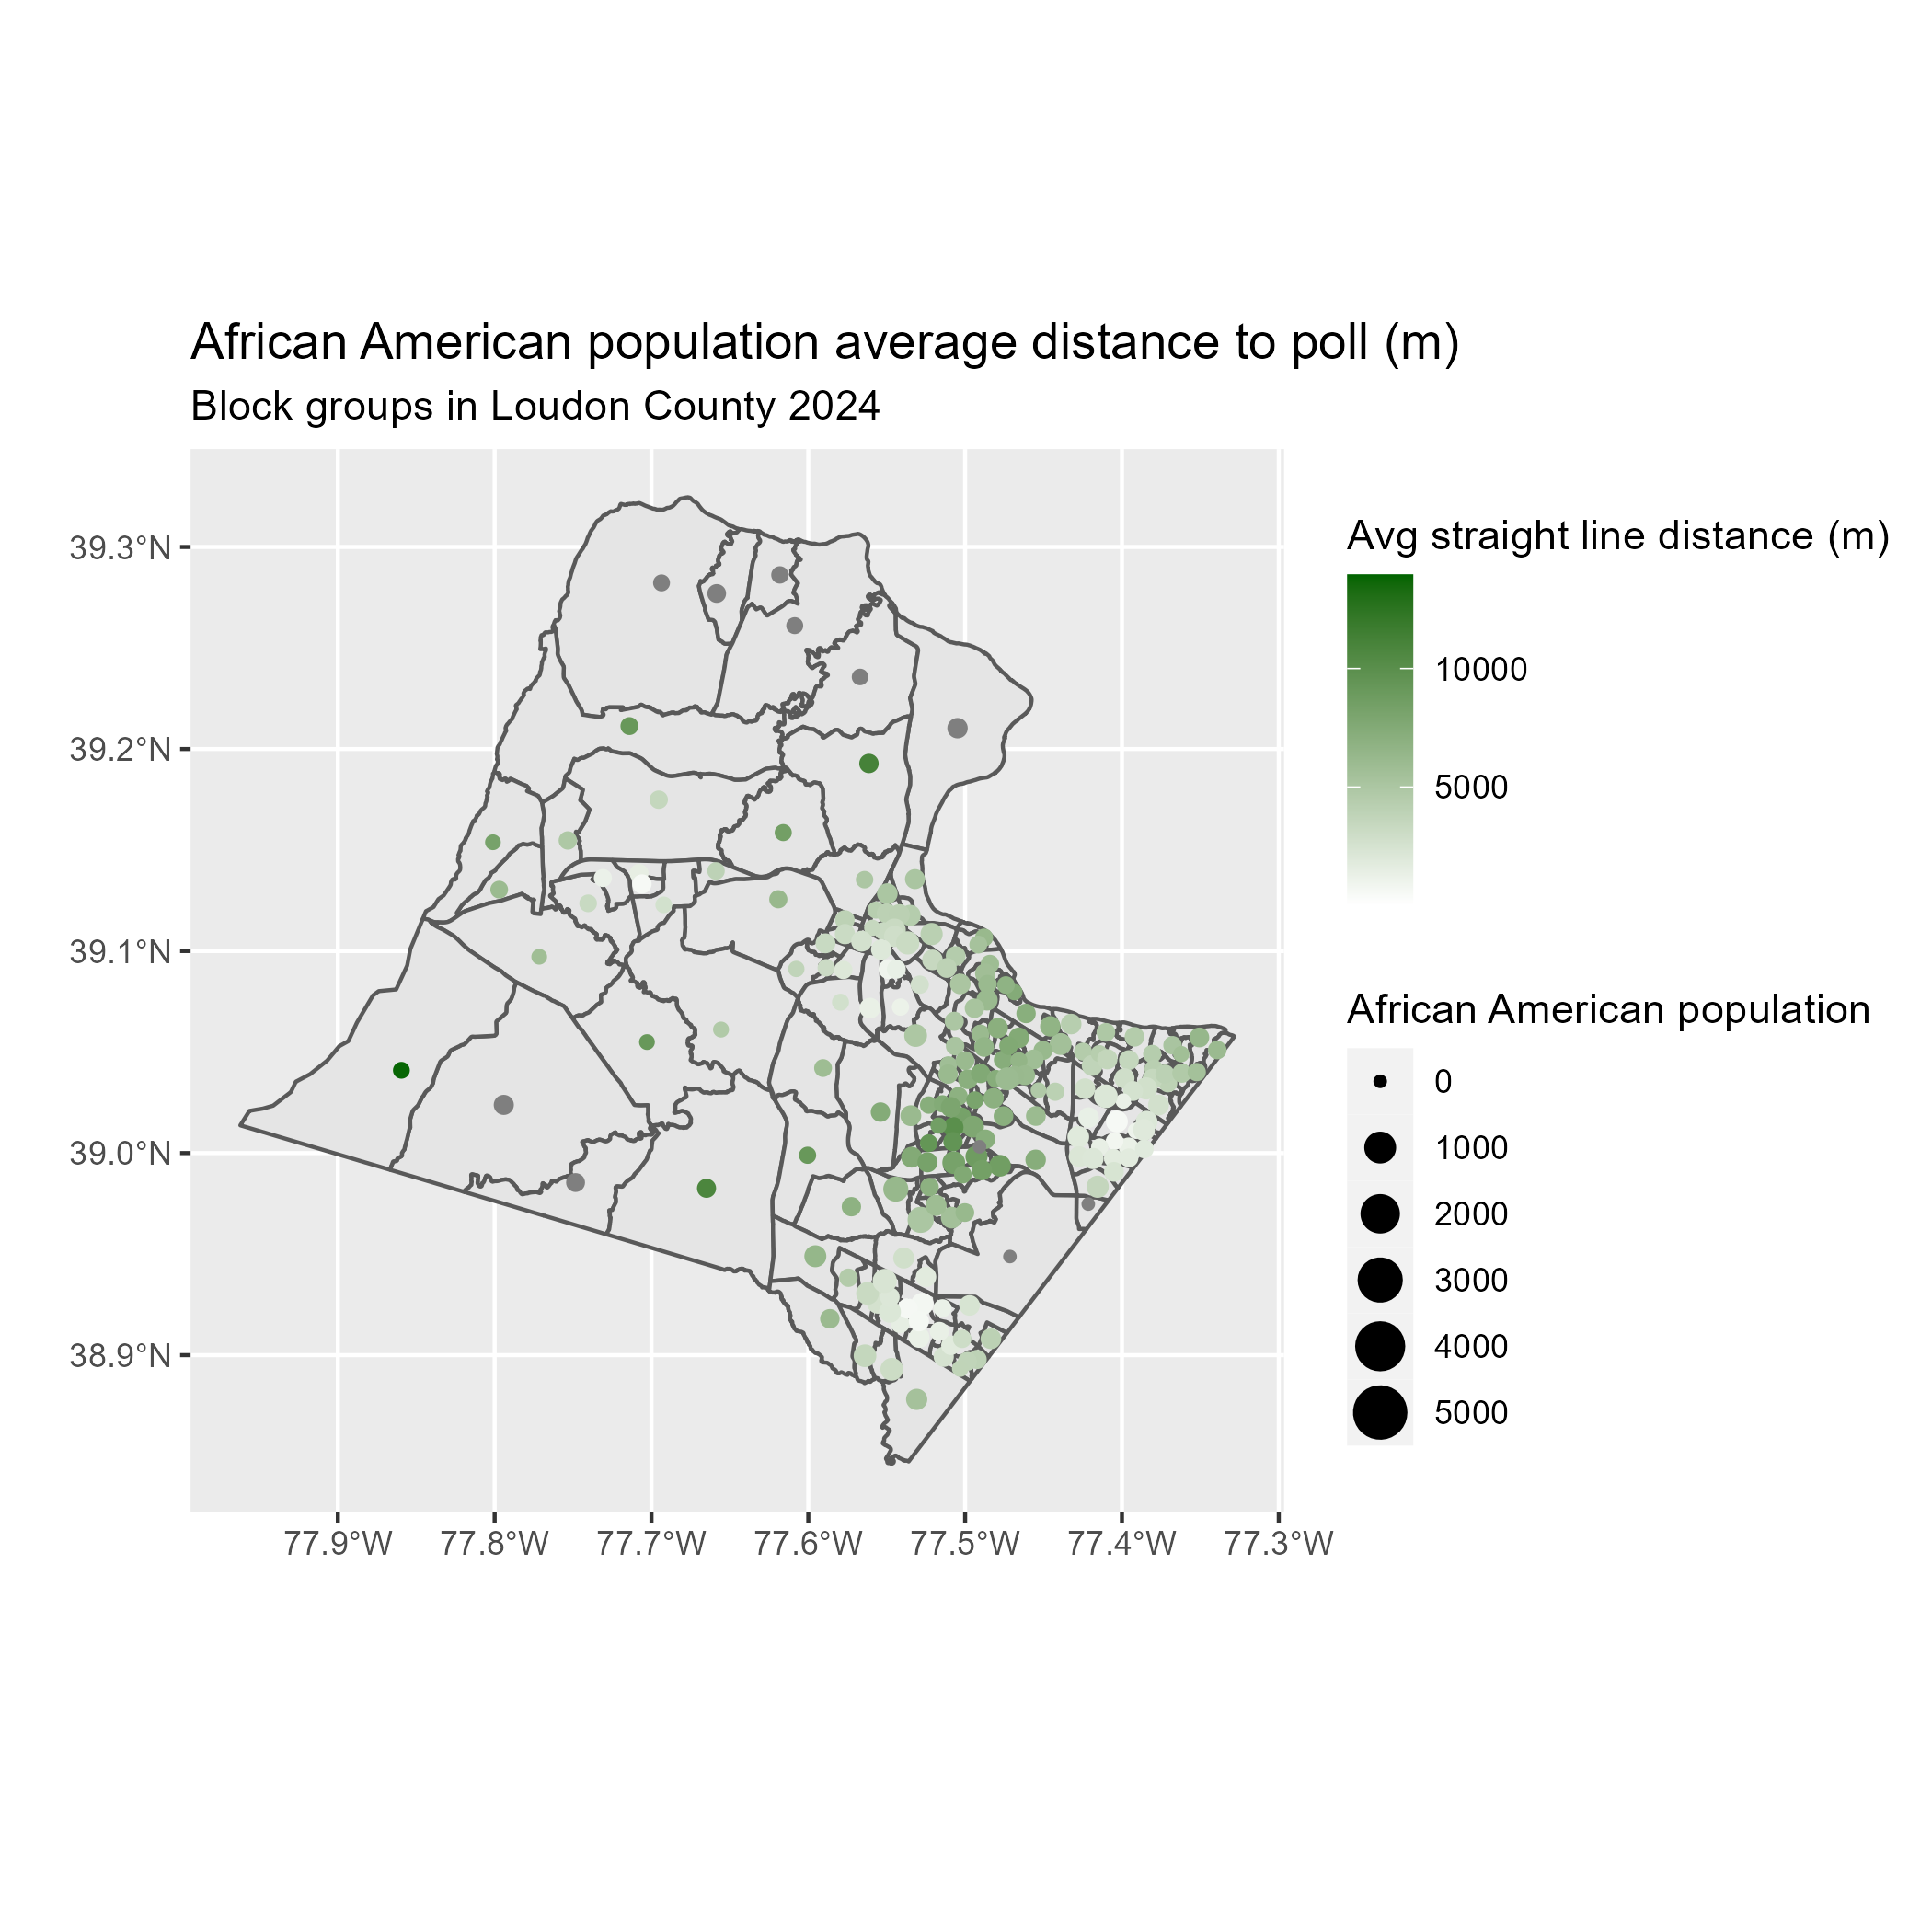 African American population average distance to poll (m)
Block groups in Loudon County 2024
39.3°N
39.2°N
39.1°N
39.0°N
38.9°N
77.9°W
77.8°W
77.7°W
77.6°W
77.5°W
77.4°W
77.3°W
Avg straight line distance (m)
10000
5000
African American population
0
1000
2000
3000
4000
5000